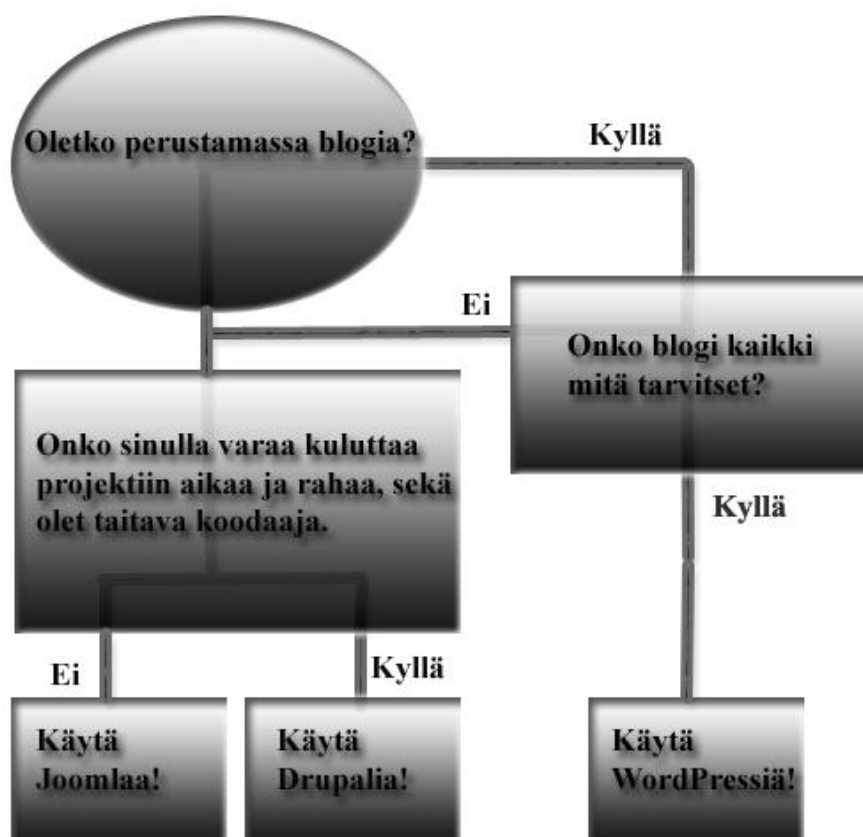 Oletko perustamassa blogia?
Kyllä
Ei
Onko blogi kaikki
mitä tarvitset?
Onko sinulla varaa kuluttaa
projektiin aikaa ja rahaa, sekä
olet taitava koodaaja.
Kyllä
Ei
Kyllä
Käytä
Joomlaa!
Käytä
Drupalia!
Käytä
WordPressiä!